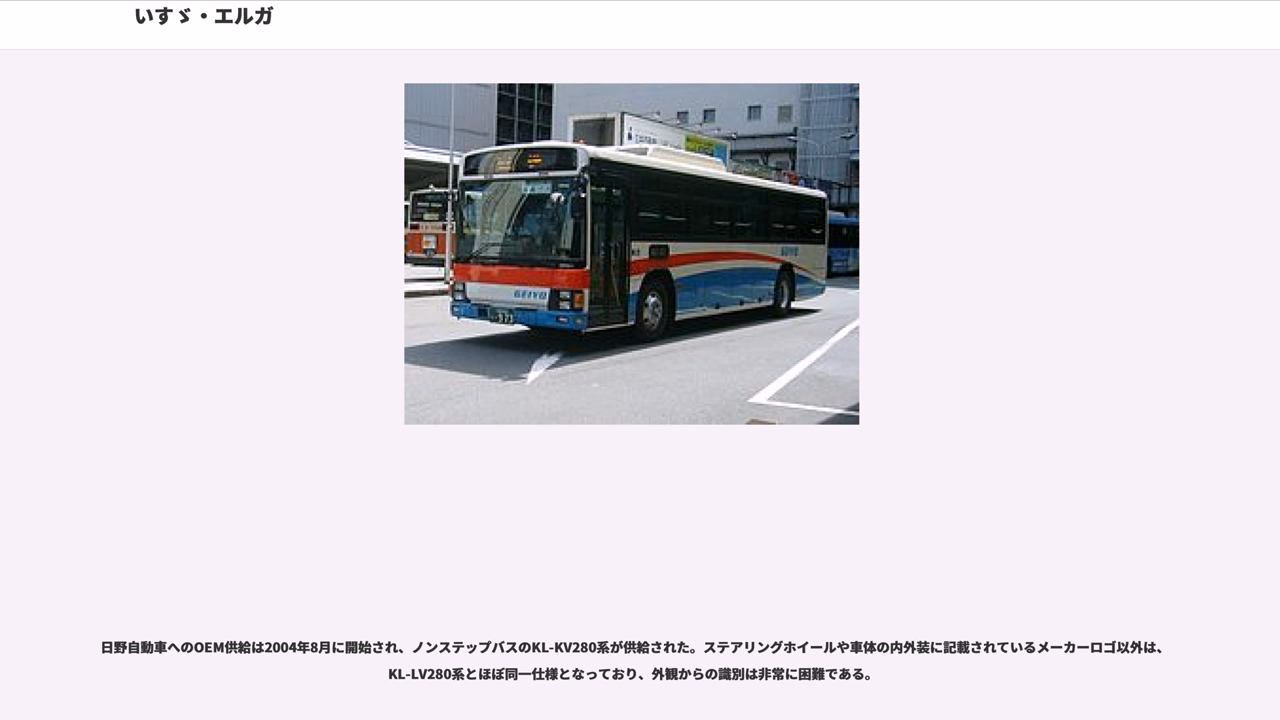 いすゞ・エルガ
GEIYO
973
日野自動車へのOEM供給は2004年8月に開始され、ノンステップバスのKL-KV280系が供給された。ステアリングホイールや車体の内外装に記載されているメーカーロゴ以外は、
KL-LV280系とほぼ同一仕様となっており、外観からの識別は非常に困難である。